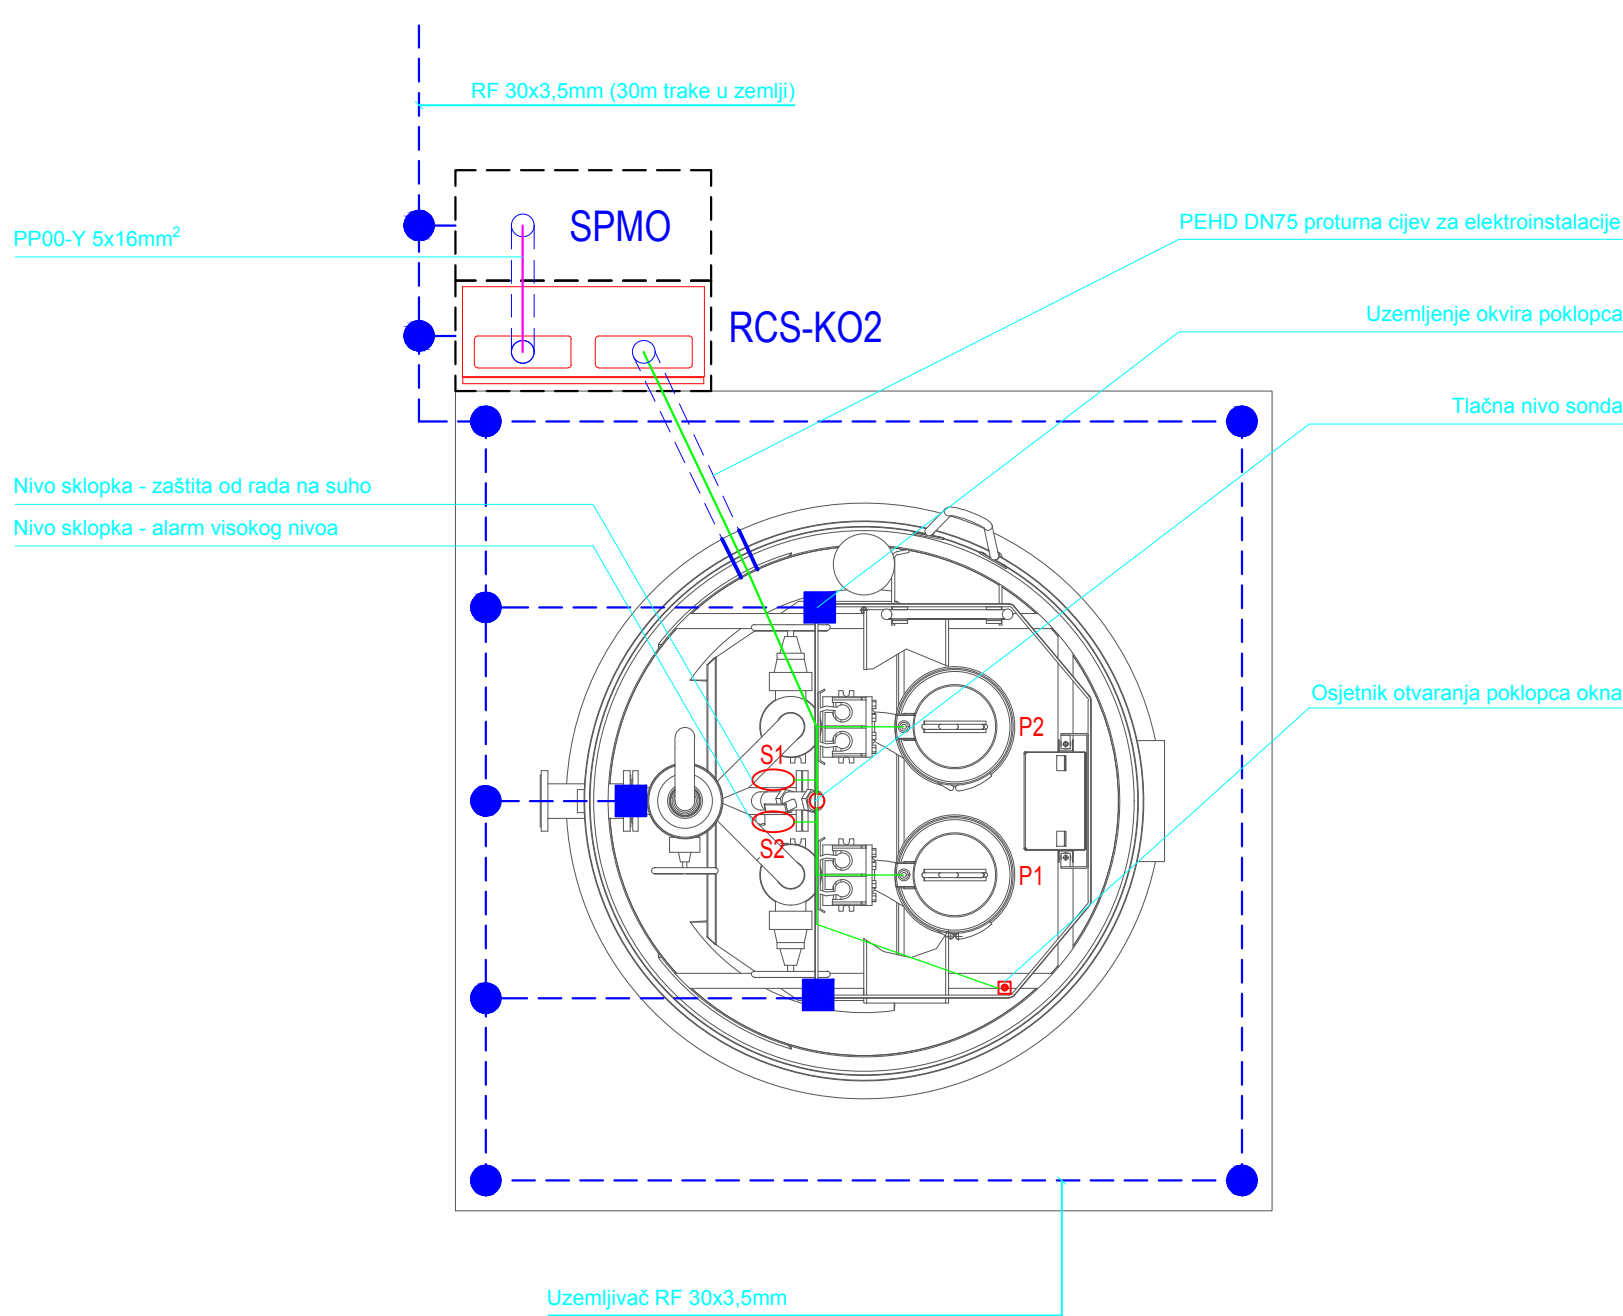 RF 30x3,5mm (30m trake u zemlji)
SPMO
PEHD DN75 proturna cijev za elektroinstalacije
PP00-Y 5x16mm²
RCS-KO2
Uzemljenje okvira poklopca
Tlačna nivo sonda
Nivo sklopka - zaštita od rada na suho
Nivo sklopka - alarm visokog nivoa
Osjetnik otvaranja poklopca okna
P2
S1
S2
P1
Uzemljivač RF 30x3,5mm